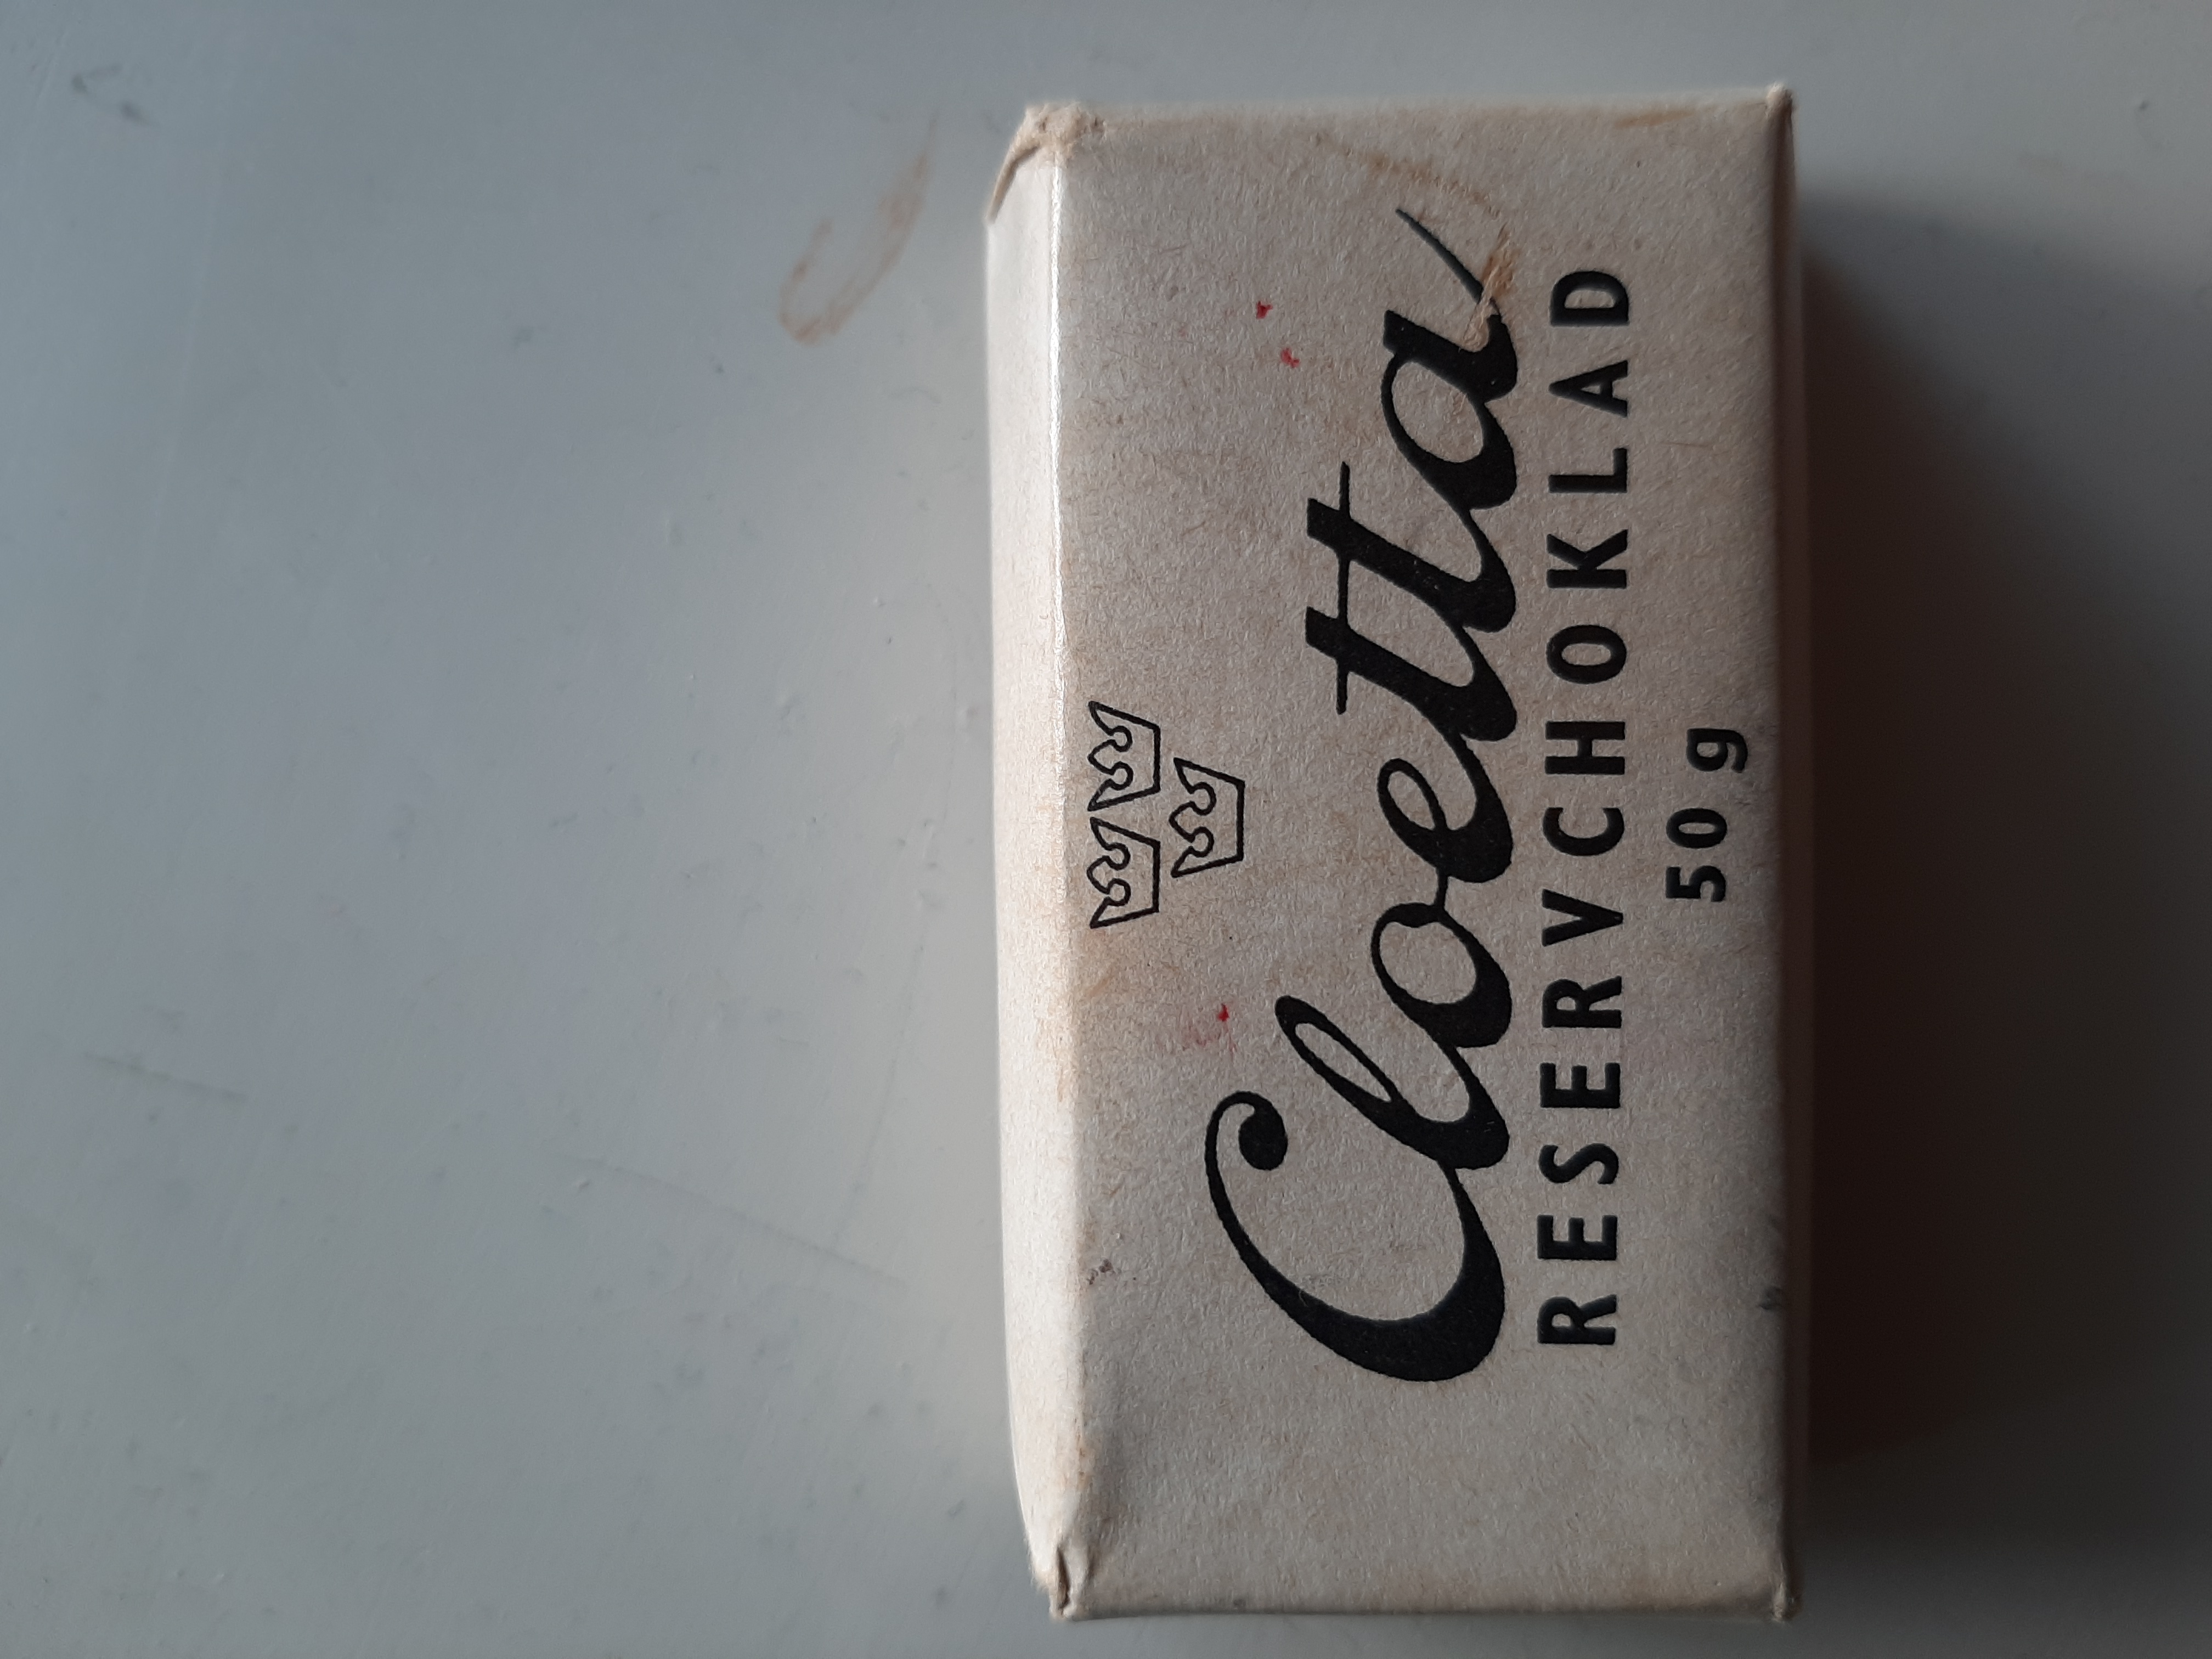 Cloetta
RESERVCHOKLAD
50 g